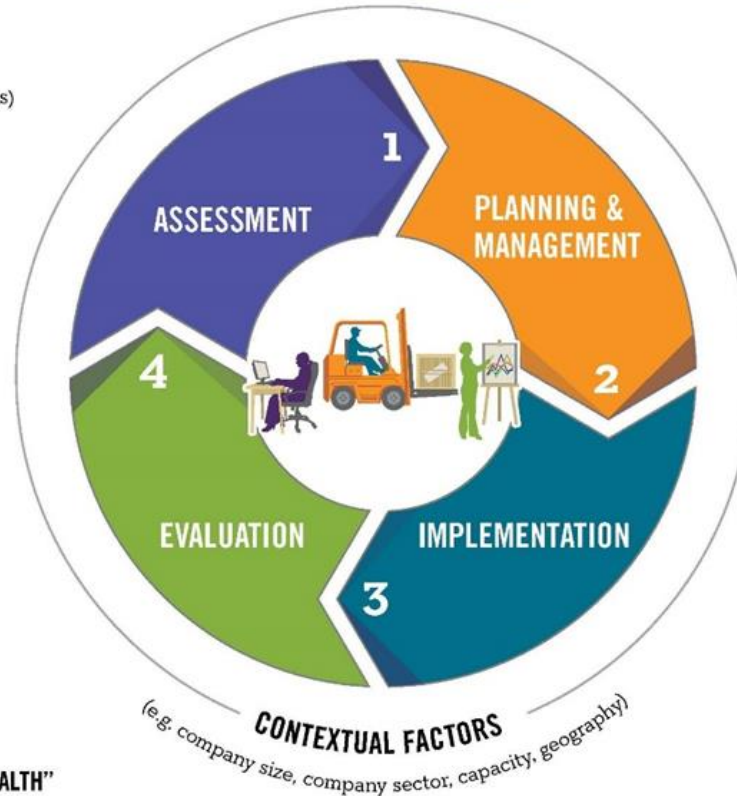 s)
1
ASSESSMENT
PLANNING &
MANAGEMENT
2
IMPLEMENTATION
3
4
EVALUATION
CONTEXTUAL FACTORS
(e.g. company size, company sector, capacity, geography)
ALTH”